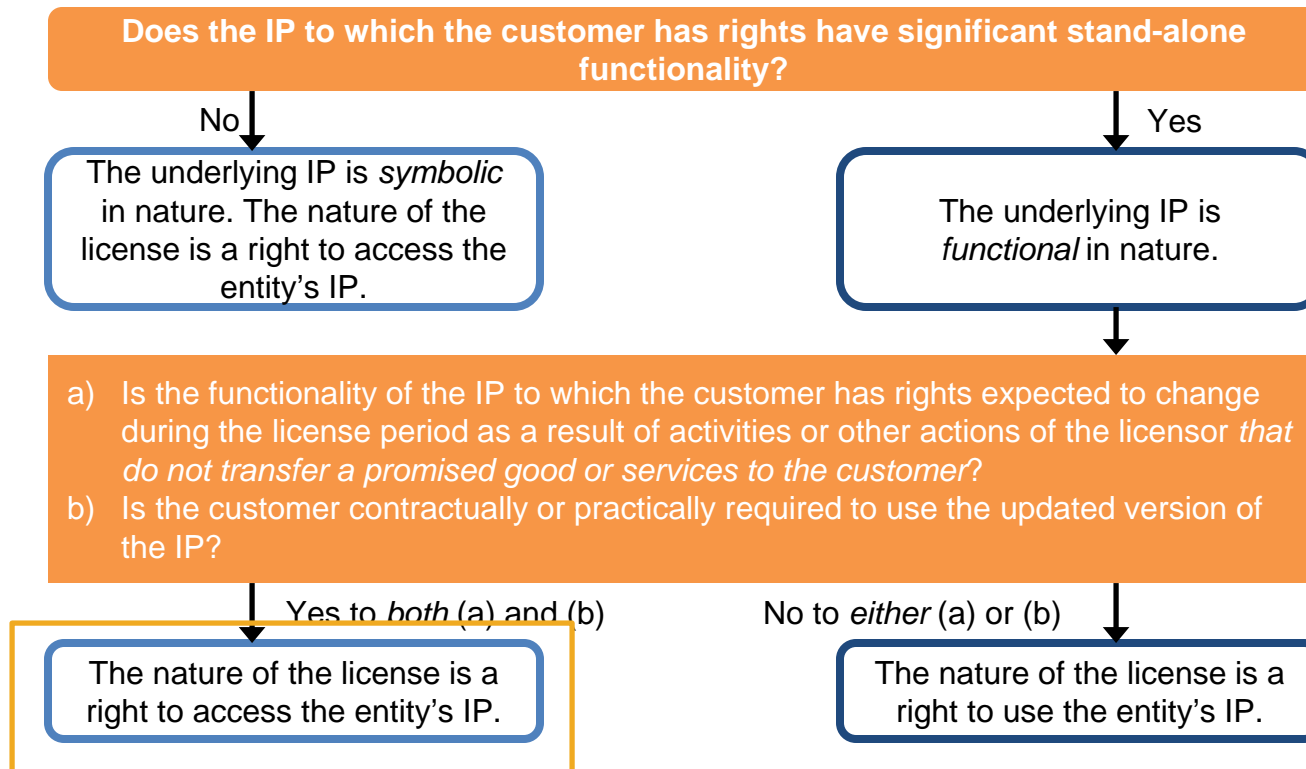 Does the IP to which the customer has rights have significant stand-alone
functionality?
No
Yes
The underlying IP is symbolic
in nature. The nature of the
license is a right to access the
entity’s IP.
The underlying IP is
functional in nature.
a) Is the functionality of the IP to which the customer has rights expected to change
during the license period as a result of activities or other actions of the licensor that
do not transfer a promised good or services to the customer?
b) Is the customer contractually or practically required to use the updated version of
the IP?
Yes to both (a) and (b)
No to either (a) or (b)
The nature of the license is a
right to access the entity’s IP.
The nature of the license is a
right to use the entity’s IP.